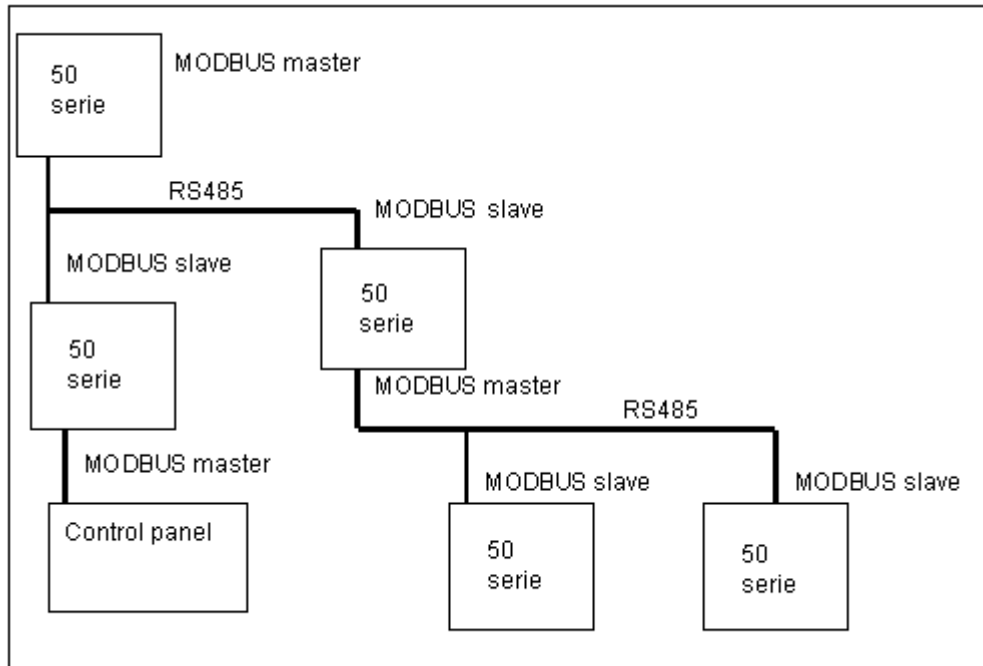 50
serie
MODBUS master
RS485
MODBUS slave
MODBUS slave
50
serie
50
serie
MODBUS master
RS485
MODBUS master
MODBUS slave
MODBUS slave
Control panel
50
serie
50
serie